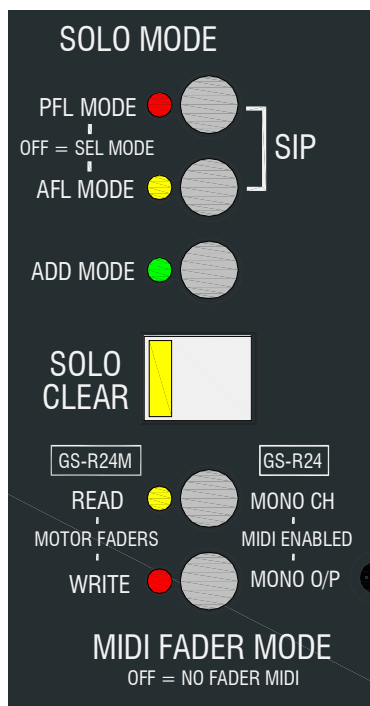 SOLO MODE
PFL MODE
OFF = SEL MODE
SIP
AFL MODE
ADD MODE
SOLO
CLEAR
GS-R24M
GS-R24
READ
MONO CH
MOTOR FADERS
MIDI ENABLED
WRITE
MONO O/P
MIDI FADER MODE
OFF = NO FADER MIDI